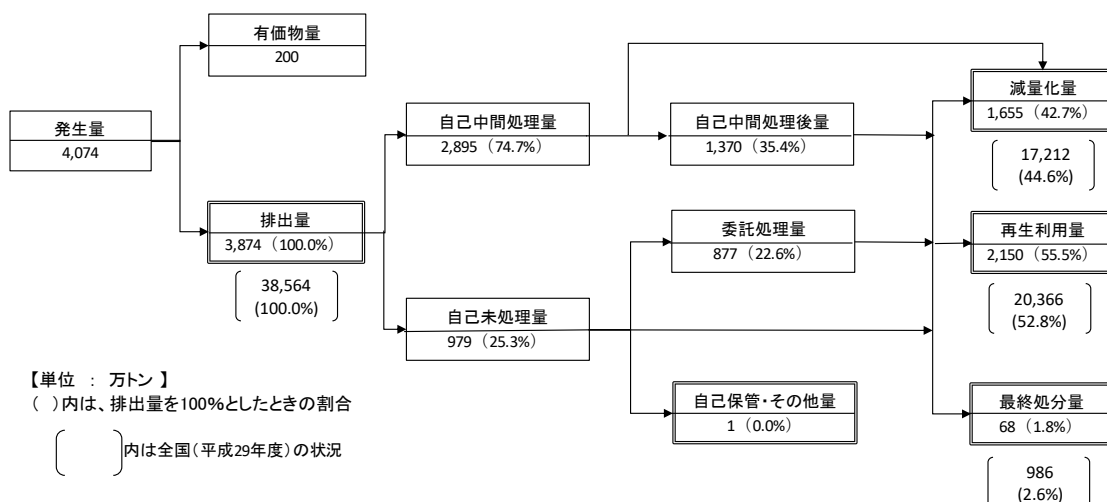 有価物量
200
発生量
4,074
自己中間処理量
2,895（74.7%）
自己中間処理後量
1,370（35.4%）
減量化量
1,655（42.7%）
17,212
(44.6%)
排出量
3,874（100.0%）
38,564
(100.0%)
委託処理量
877（22.6%）
再生利用量
2,150（55.5%）
20,366
(52.8%)
自己未処理量
979（25.3%）
自己保管・その他量
1（0.0%）
最終処分量
68（1.8%）
986
(2.6%)
【単位 ： 万トン 】
（ ）内は、排出量を100%としたときの割合
内は全国（平成29年度）の状況